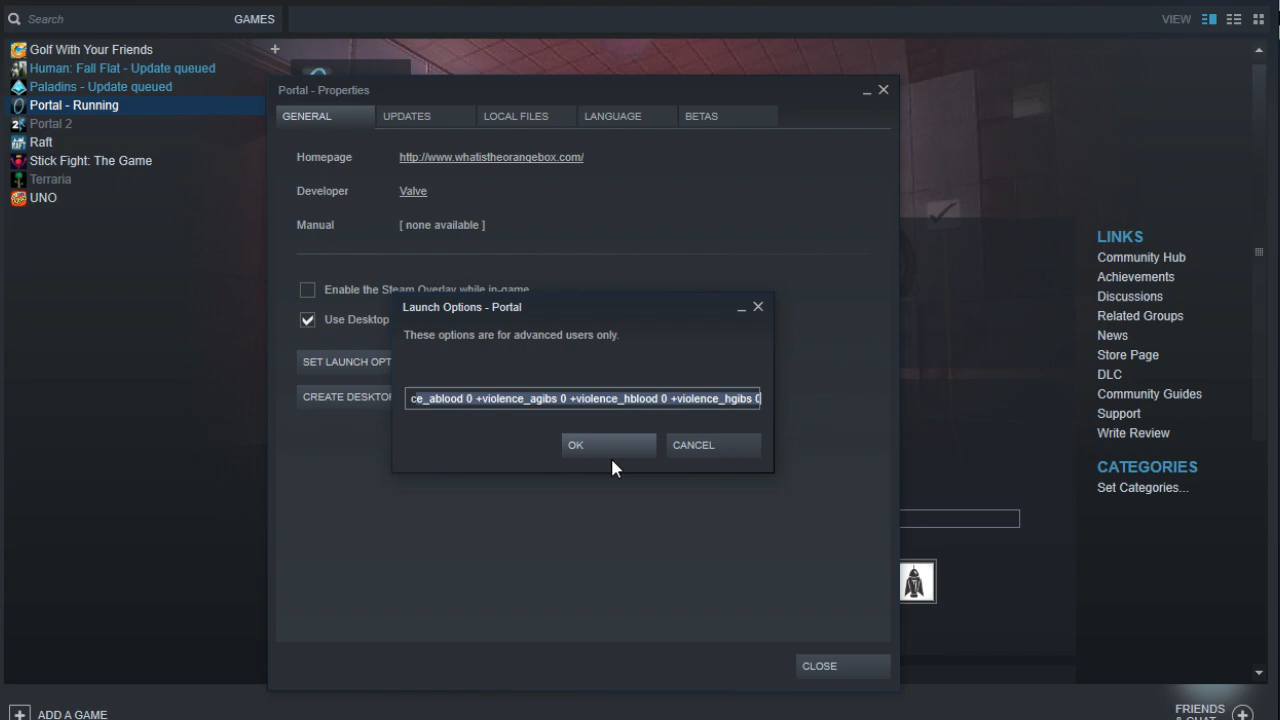 Search
GAMES
VIEW
Golf With Your Friends
Human: Fall Flat - Update queued
Paladins - Update queued
Portal - Running
Portal 2
Raft
Stick Fight: The Game
Terraria
UNO
Portal - Properties
GENERAL
UPDATES
LOCAL FILES
LANGUAGE
BETAS
Homepage
http://www.whatistheorangebox.com/
Developer
Valve
Manual
[ none available ]
Enable the Steam Overlay while in-game
Use Desktop
SET LAUNCH OPT
CREATE DESKTO
Launch Options - Portal
These options are for advanced users only.
ce_ablood 0 +violence_agibs 0 +violence_hblood 0 +violence_hgibs 0
OK
CANCEL
CLOSE
LINKS
Community Hub
Achievements
Discussions
Related Groups
News
Store Page
DLC
Community Guides
Support
Write Review
CATEGORIES
Set Categories...
ADD A GAME
FRIENDS
& CHAT